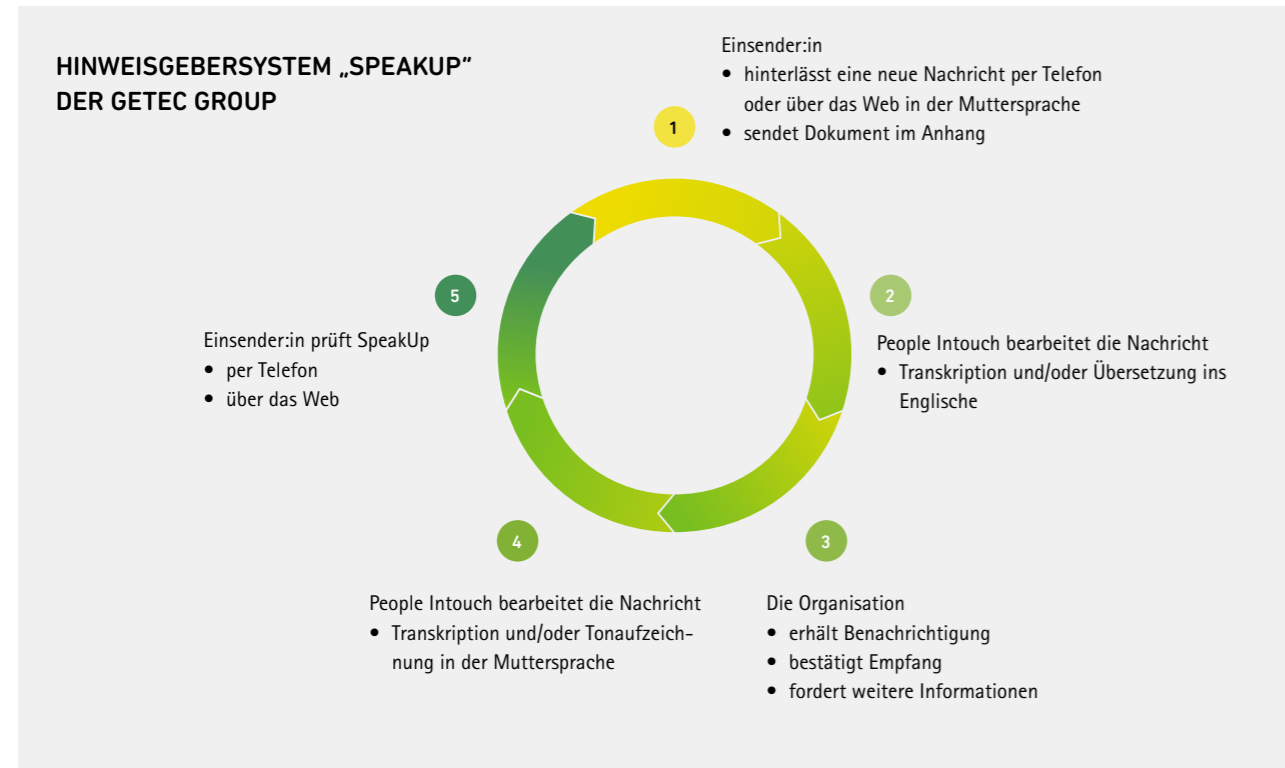 HINWEISGEBERSYSTEM „SPEAKUP“
DER GETEC GROUP
1
Einsender:in
• hinterlässt eine neue Nachricht per Telefon
oder über das Web in der Muttersprache
• sendet Dokument im Anhang
2
People Intouch bearbeitet die Nachricht
• Transkription und/oder Übersetzung ins
Englische
3
Die Organisation
• erhält Benachrichtigung
• bestätigt Empfang
• fordert weitere Informationen
4
People Intouch bearbeitet die Nachricht
• Transkription und/oder Tonaufzeich-
nung in der Muttersprache
5
Einsender:in prüft SpeakUp
• per Telefon
• über das Web